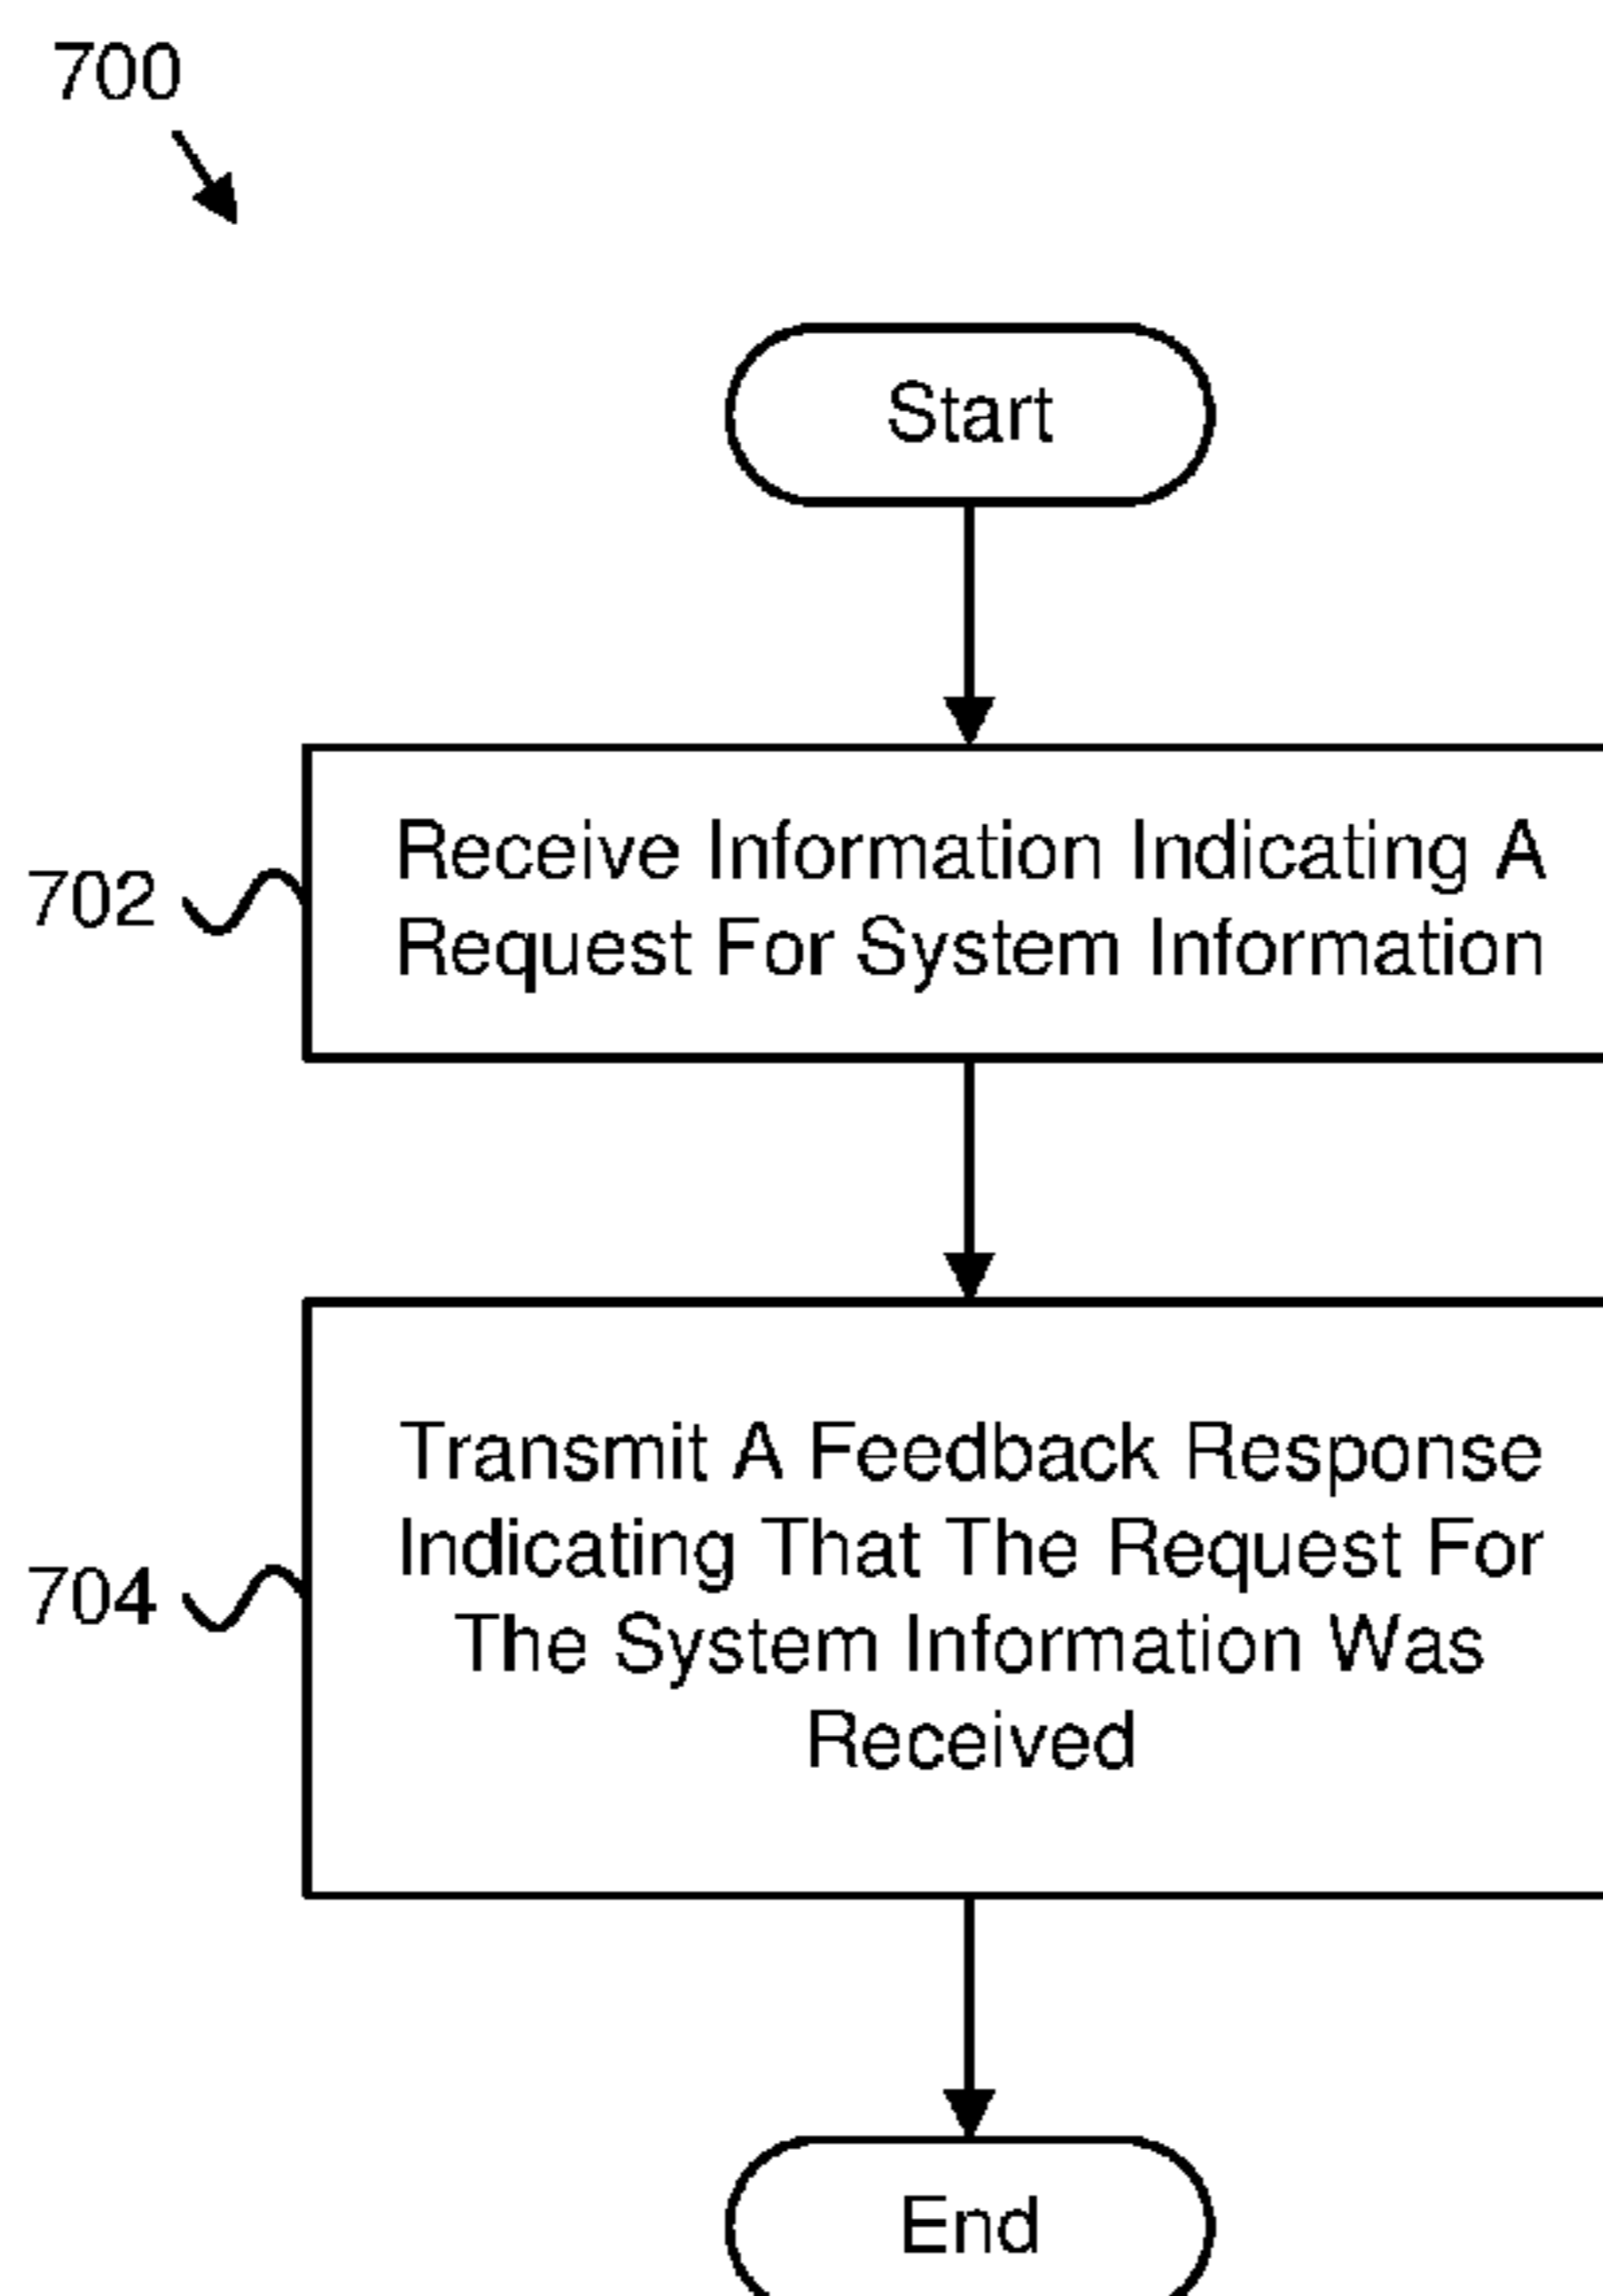 700
Start
702
Receive Information Indicating A
Request For System Information
704
Transmit A Feedback Response
Indicating That The Request For
The System Information Was
Received
End